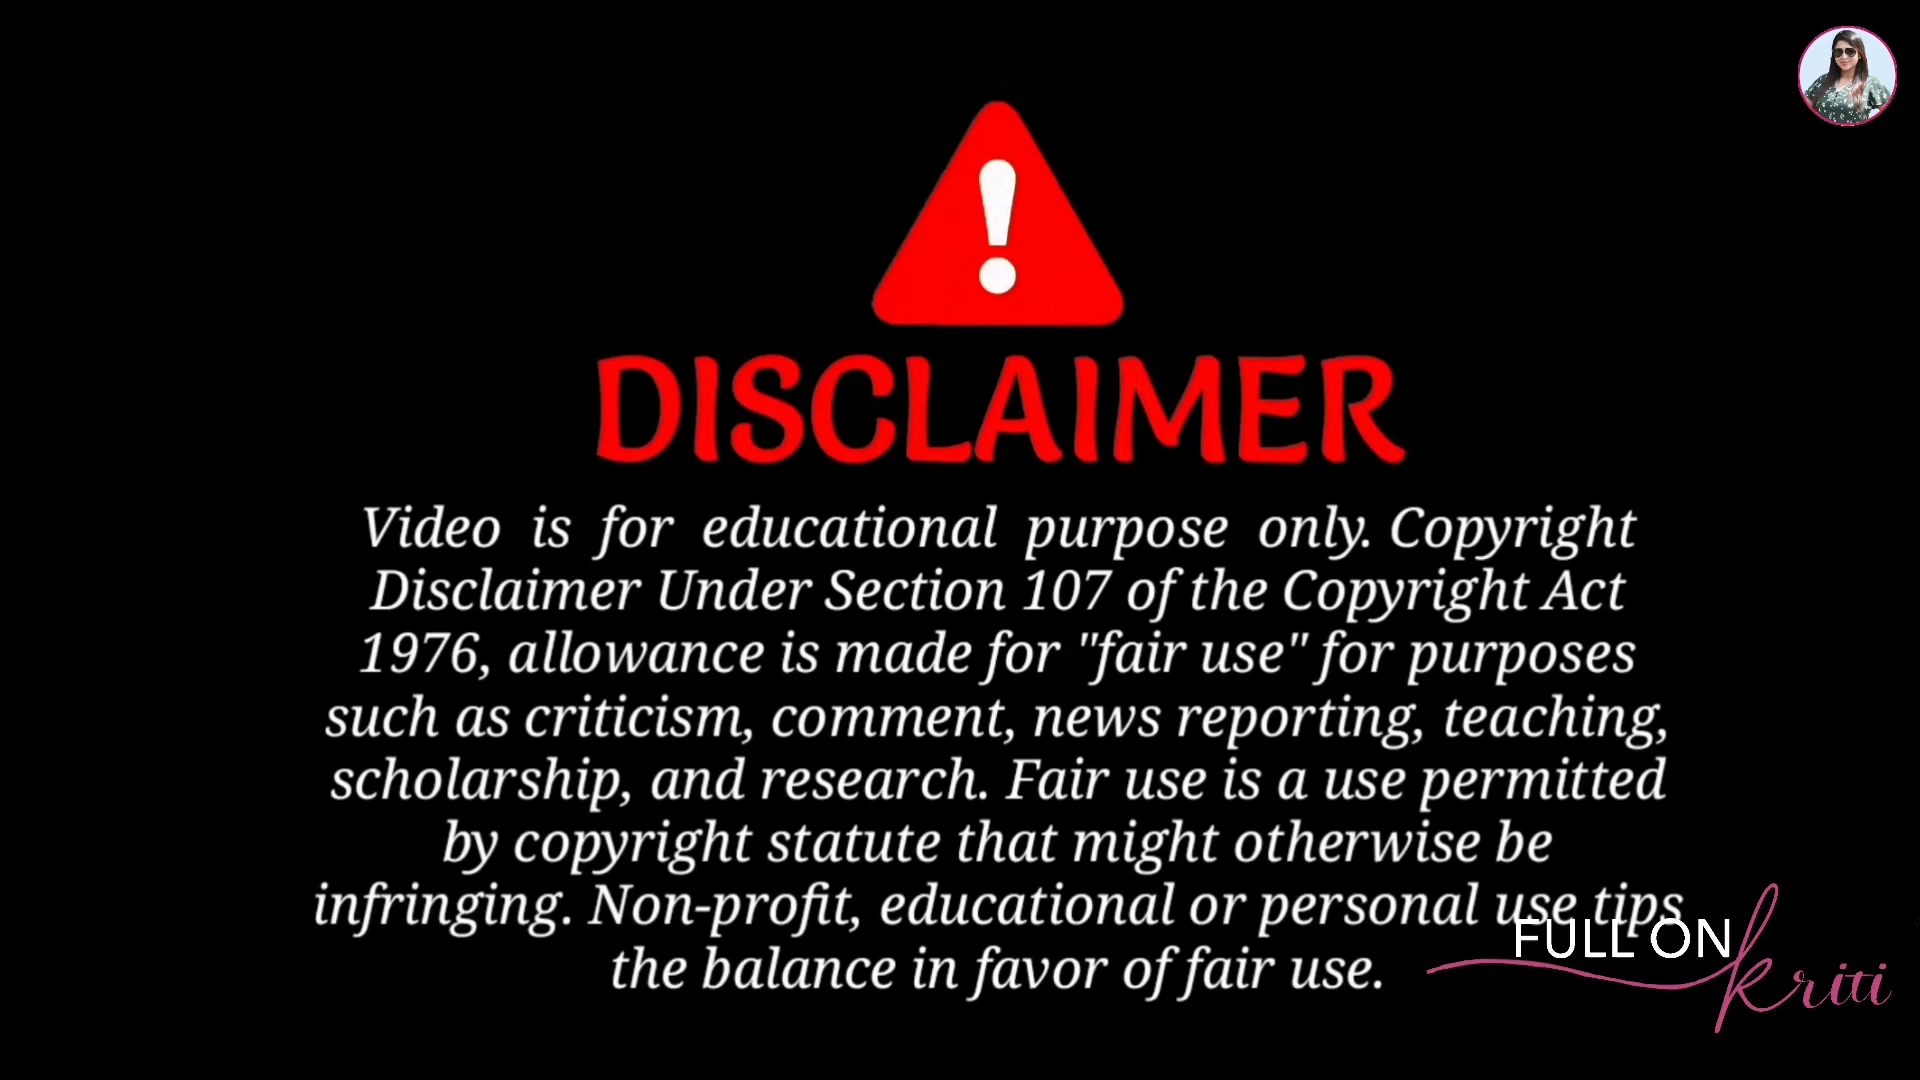 DISCLAIMER
Video is for educational purpose only. Copyright
Disclaimer Under Section 107 of the Copyright Act
1976, allowance is made for "fair use" for purposes
such as criticism, comment, news reporting, teaching,
scholarship, and research. Fair use is a use permitted
by copyright statute that might otherwise be
infringing. Non-profit, educational or personal use tips
the balance in favor of fair use.
FULL ON
kriti